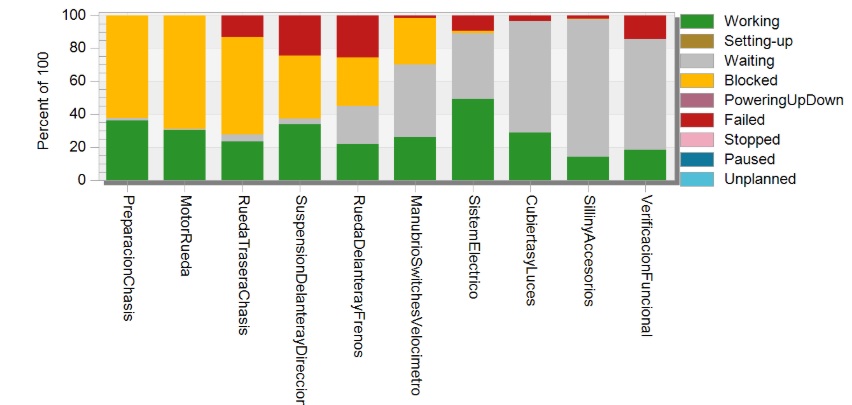 Percent of 100
100
80
60
40
20
0
PreparacionChasis
MotorRueda
RuedaTraseraChasis
SuspensionDelanterayDireccion
RuedaDelanterayFrenos
ManubrioSwitchesVelocimetro
SistemElectrico
CubiertasyLuces
SillinyAccesorios
VerificacionFuncional
Working
Setting-up
Waiting
Blocked
PoweringUpDown
Failed
Stopped
Paused
Unplanned